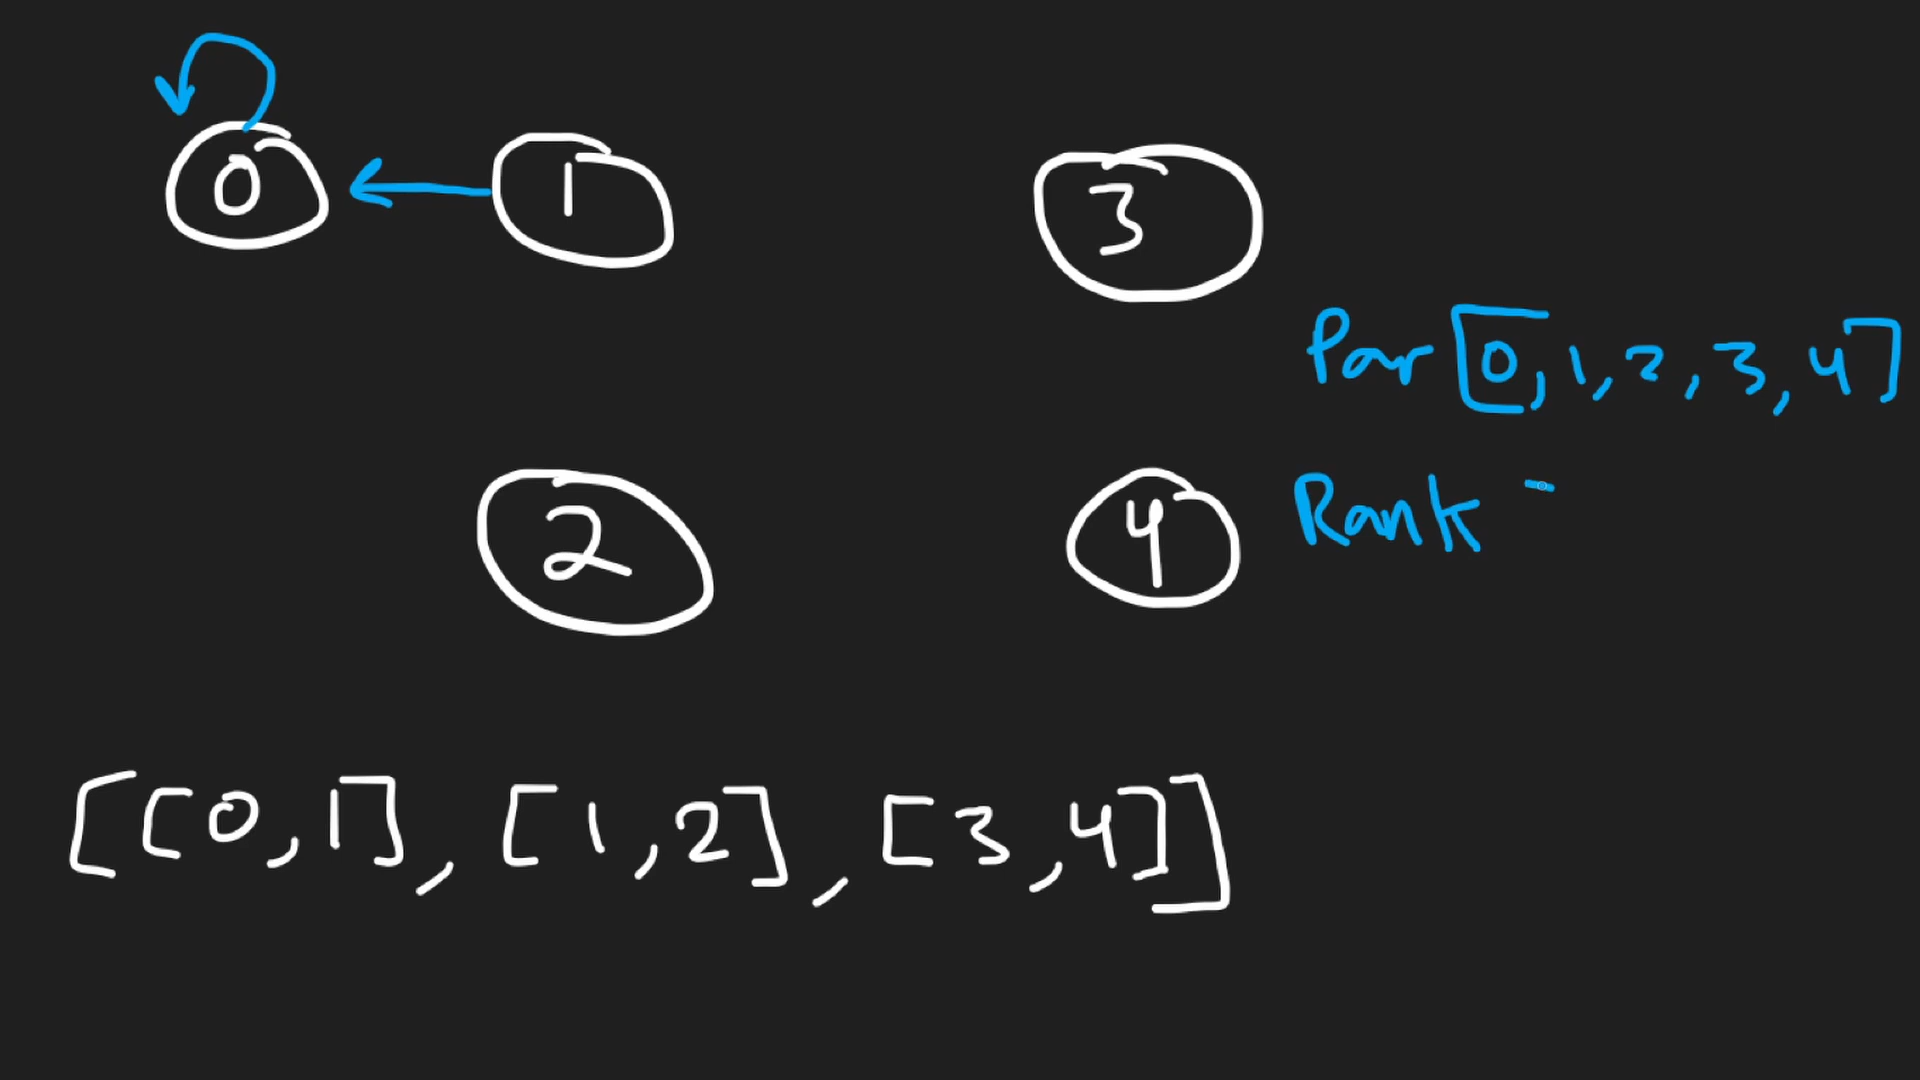 0
1
3
Par [0, 1, 2, 3, 4]
2
4
Rank -
[[0, 1], [1, 2], [3, 4]]